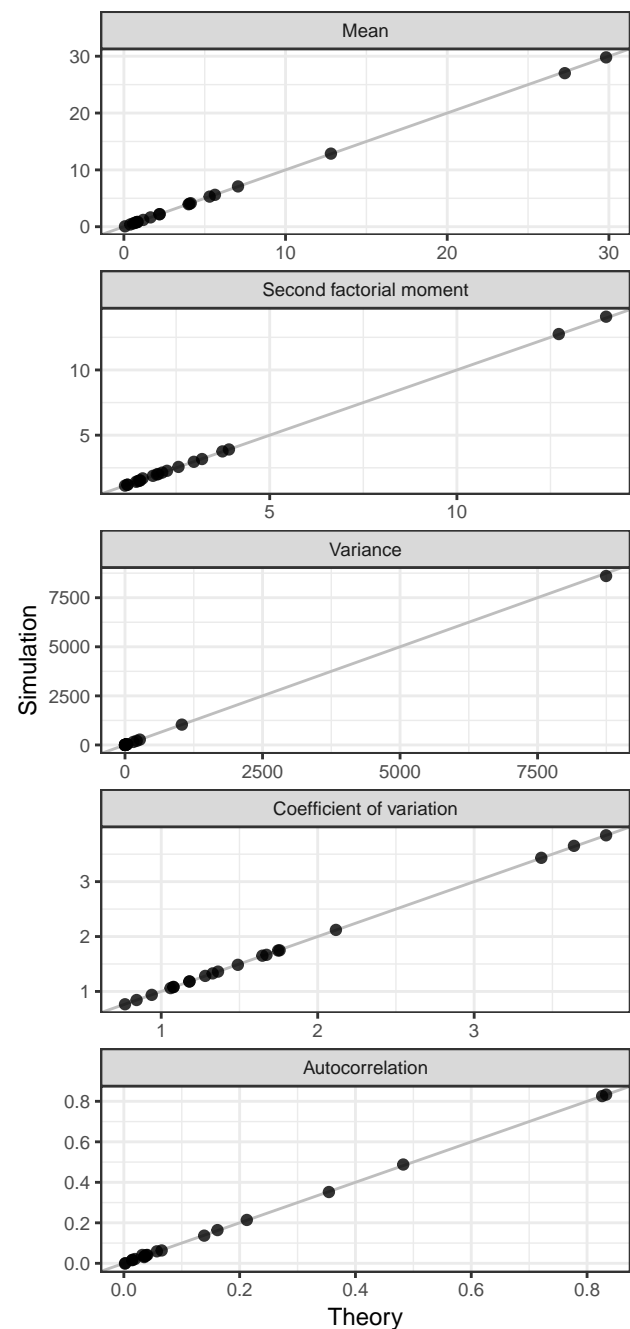 Mean
30
20
10
0
0 10 20 30
Second factorial moment
10
5
5 10
Variance
7500
5000
2500
0
0 2500 5000 7500
Simulation
Coefficient of variation
3
2
1
1 2 3
Autocorrelation
0.8
0.6
0.4
0.2
0.0
0.0 0.2 0.4 0.6 0.8
Theory